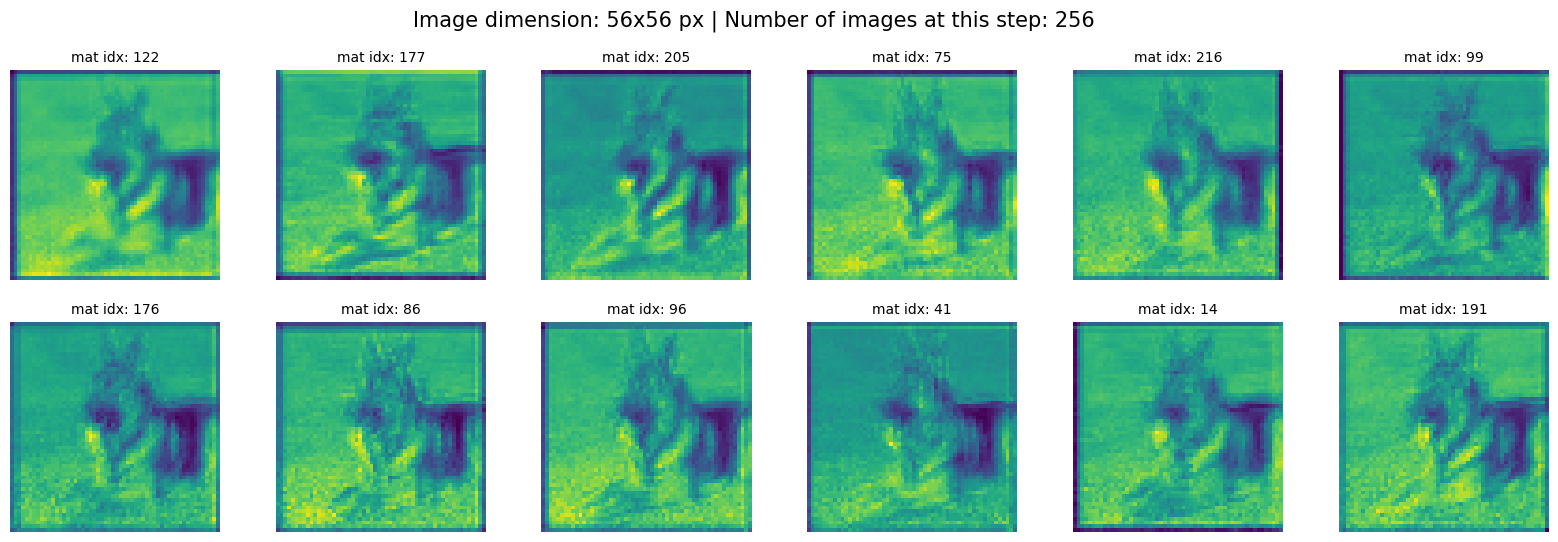 Image dimension: 56x56 px | Number of images at this step: 256
mat idx: 122
mat idx: 177
mat idx: 205
mat idx: 75
mat idx: 216
mat idx: 99
mat idx: 176
mat idx: 86
mat idx: 96
mat idx: 41
mat idx: 14
mat idx: 191